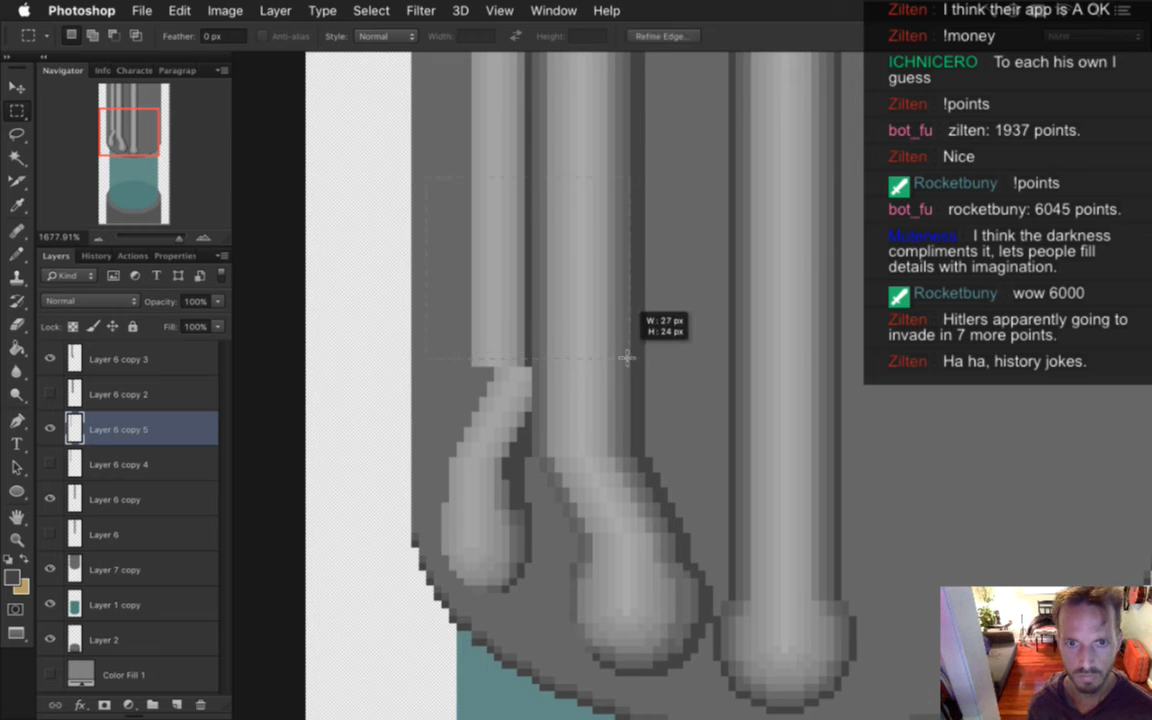 Photoshop File Edit Image Layer Type Select Filter 3D View Window Help
Feather: 0 px Anti-alias Style: Normal Width: Height: Refine Edge...
Navigator Info Characte Paragrap
1677.91%
Layers History Actions Properties
Kind
Normal Opacity: 100%
Lock: Fill: 100%
Layer 6 copy 3
Layer 6 copy 2
Layer 6 copy 5
Layer 6 copy 4
Layer 6 copy
Layer 6
Layer 7 copy
Layer 1 copy
Layer 2
Color Fill 1
fx
W: 27 px
H: 24 px
Zilten: I think their app is A OK
Zilten: !money
ICHNICERO To each his own I
guess
Zilten: !points
bot_fu zilten: 1937 points.
Zilten: Nice
Rocketbuny !points
bot_fu rocketbuny: 6045 points.
Muteness I think the darkness
compliments it, lets people fill
details with imagination.
Rocketbuny wow 6000
Zilten: Hitlers apparently going to
invade in 7 more points.
Zilten: Ha ha, history jokes.